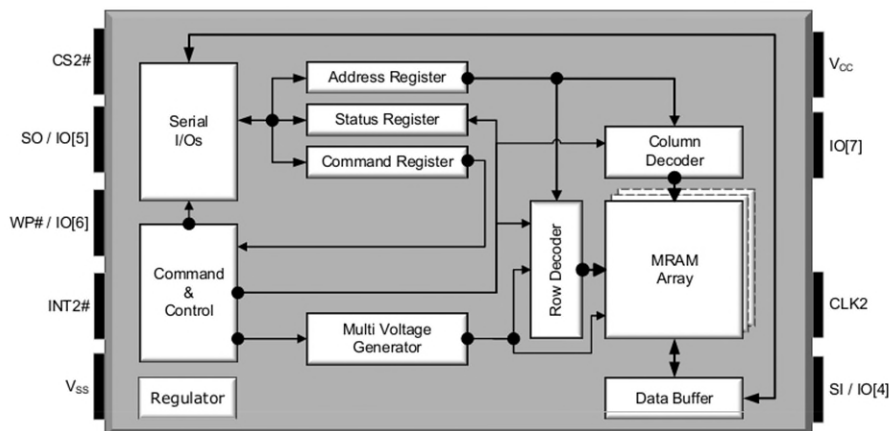 CS2#
SO / IO[5]
WP# / IO[6]
INT2#
VSS
Serial
I/Os
Command
&
Control
Regulator
Address Register
Status Register
Command Register
Multi Voltage
Generator
Row Decoder
Column
Decoder
MRAM
Array
Data Buffer
VCC
IO[7]
CLK2
SI / IO[4]